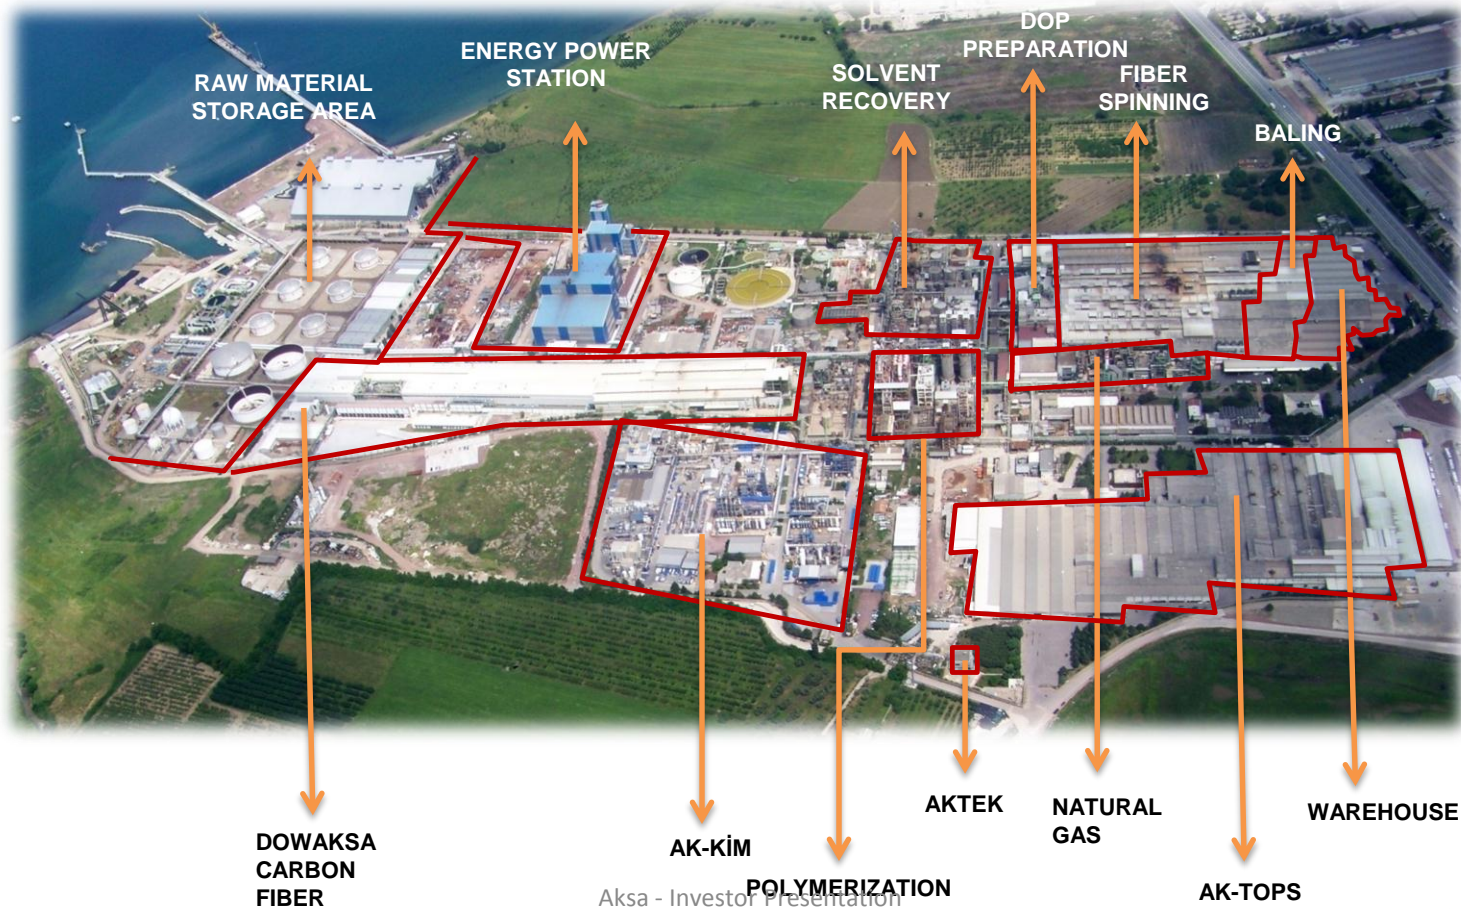 DOP
PREPARATION
ENERGY POWER
STATION
SOLVENT
RECOVERY
FIBER
SPINNING
RAW MATERIAL
STORAGE AREA
BALING
AKTEK
NATURAL
GAS
WAREHOUSE
DOWAKSA
CARBON
FIBER
AK-KİM
POLYMERIZATION
AK-TOPS
Aksa - Investor Presentation